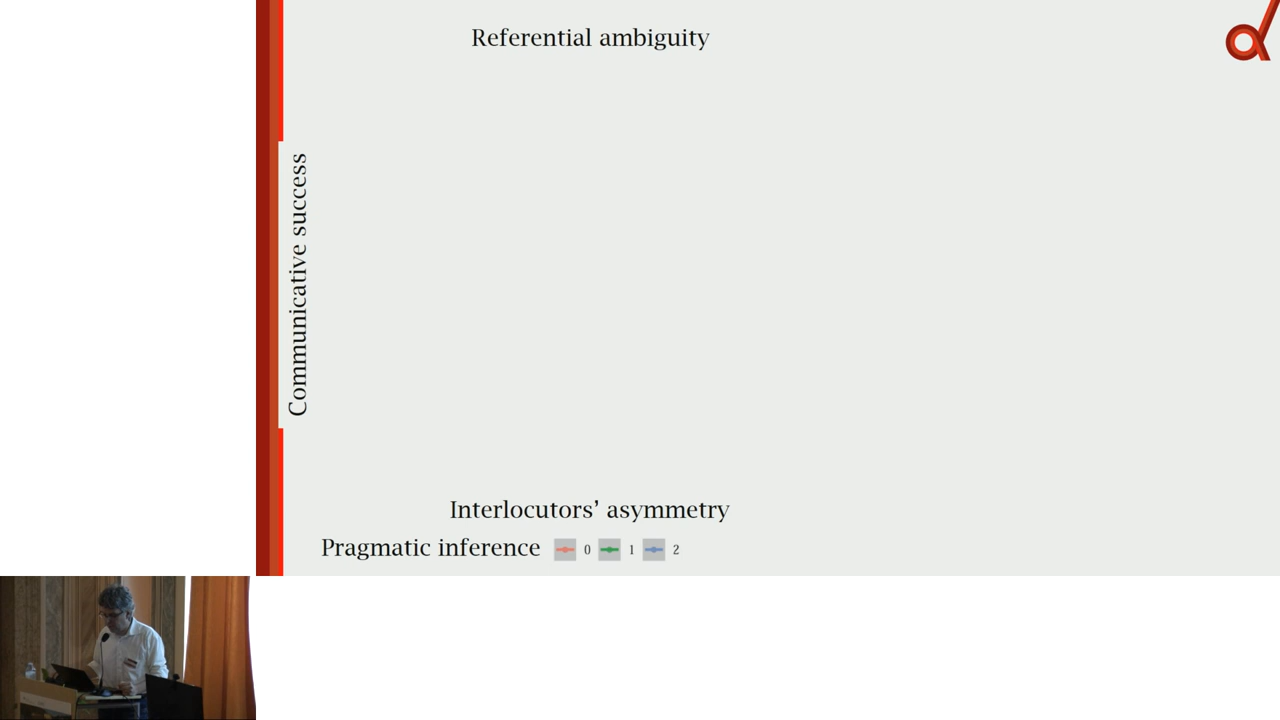 Referential ambiguity
Communicative success
Interlocutors’ asymmetry
Pragmatic inference 0 1 2